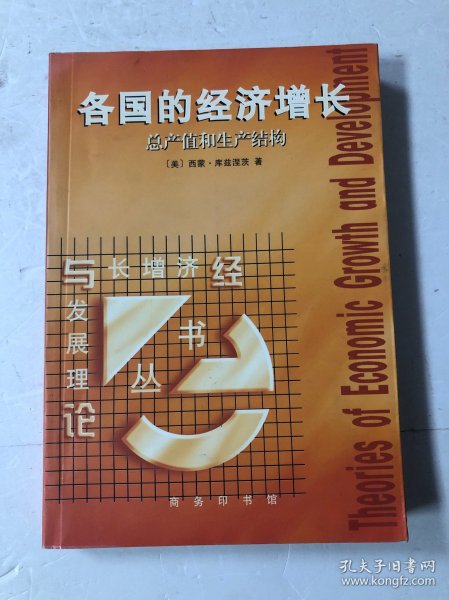 各国的经济增长
总产值和生产结构
〔美〕西蒙·库兹涅茨 著
Theories of Economic Growth and Development
经济增长
与发展理论
丛书
商务印书馆
孔夫子旧书网
www.kongfz.com